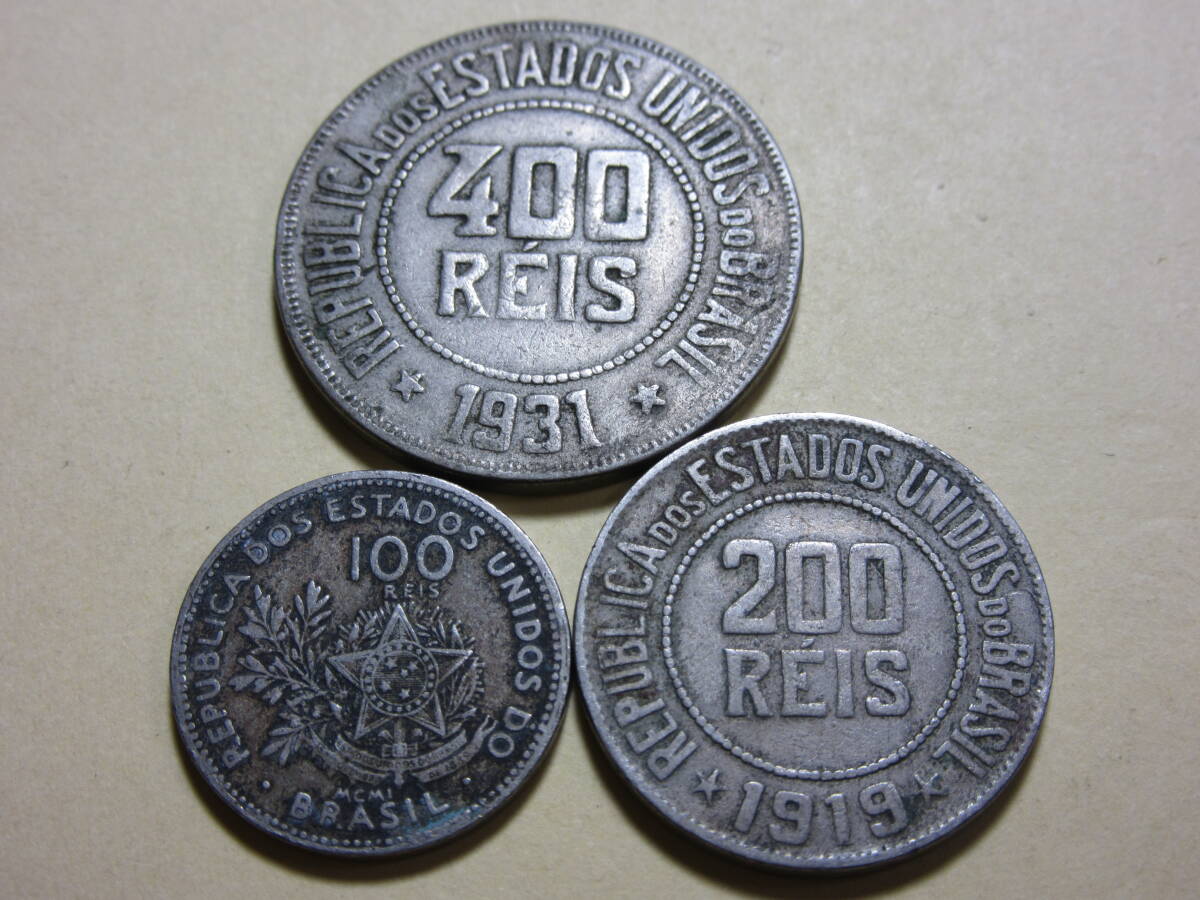 REPUBLICA DOS ESTADOS UNIDOS DO BRASIL
400
RÉIS
1931
REPUBLICA DOS ESTADOS UNIDOS DO
BRASIL
100
REIS
MCMI
REPUBLICA DOS ESTADOS UNIDOS DO BRASIL
200
RÉIS
1919